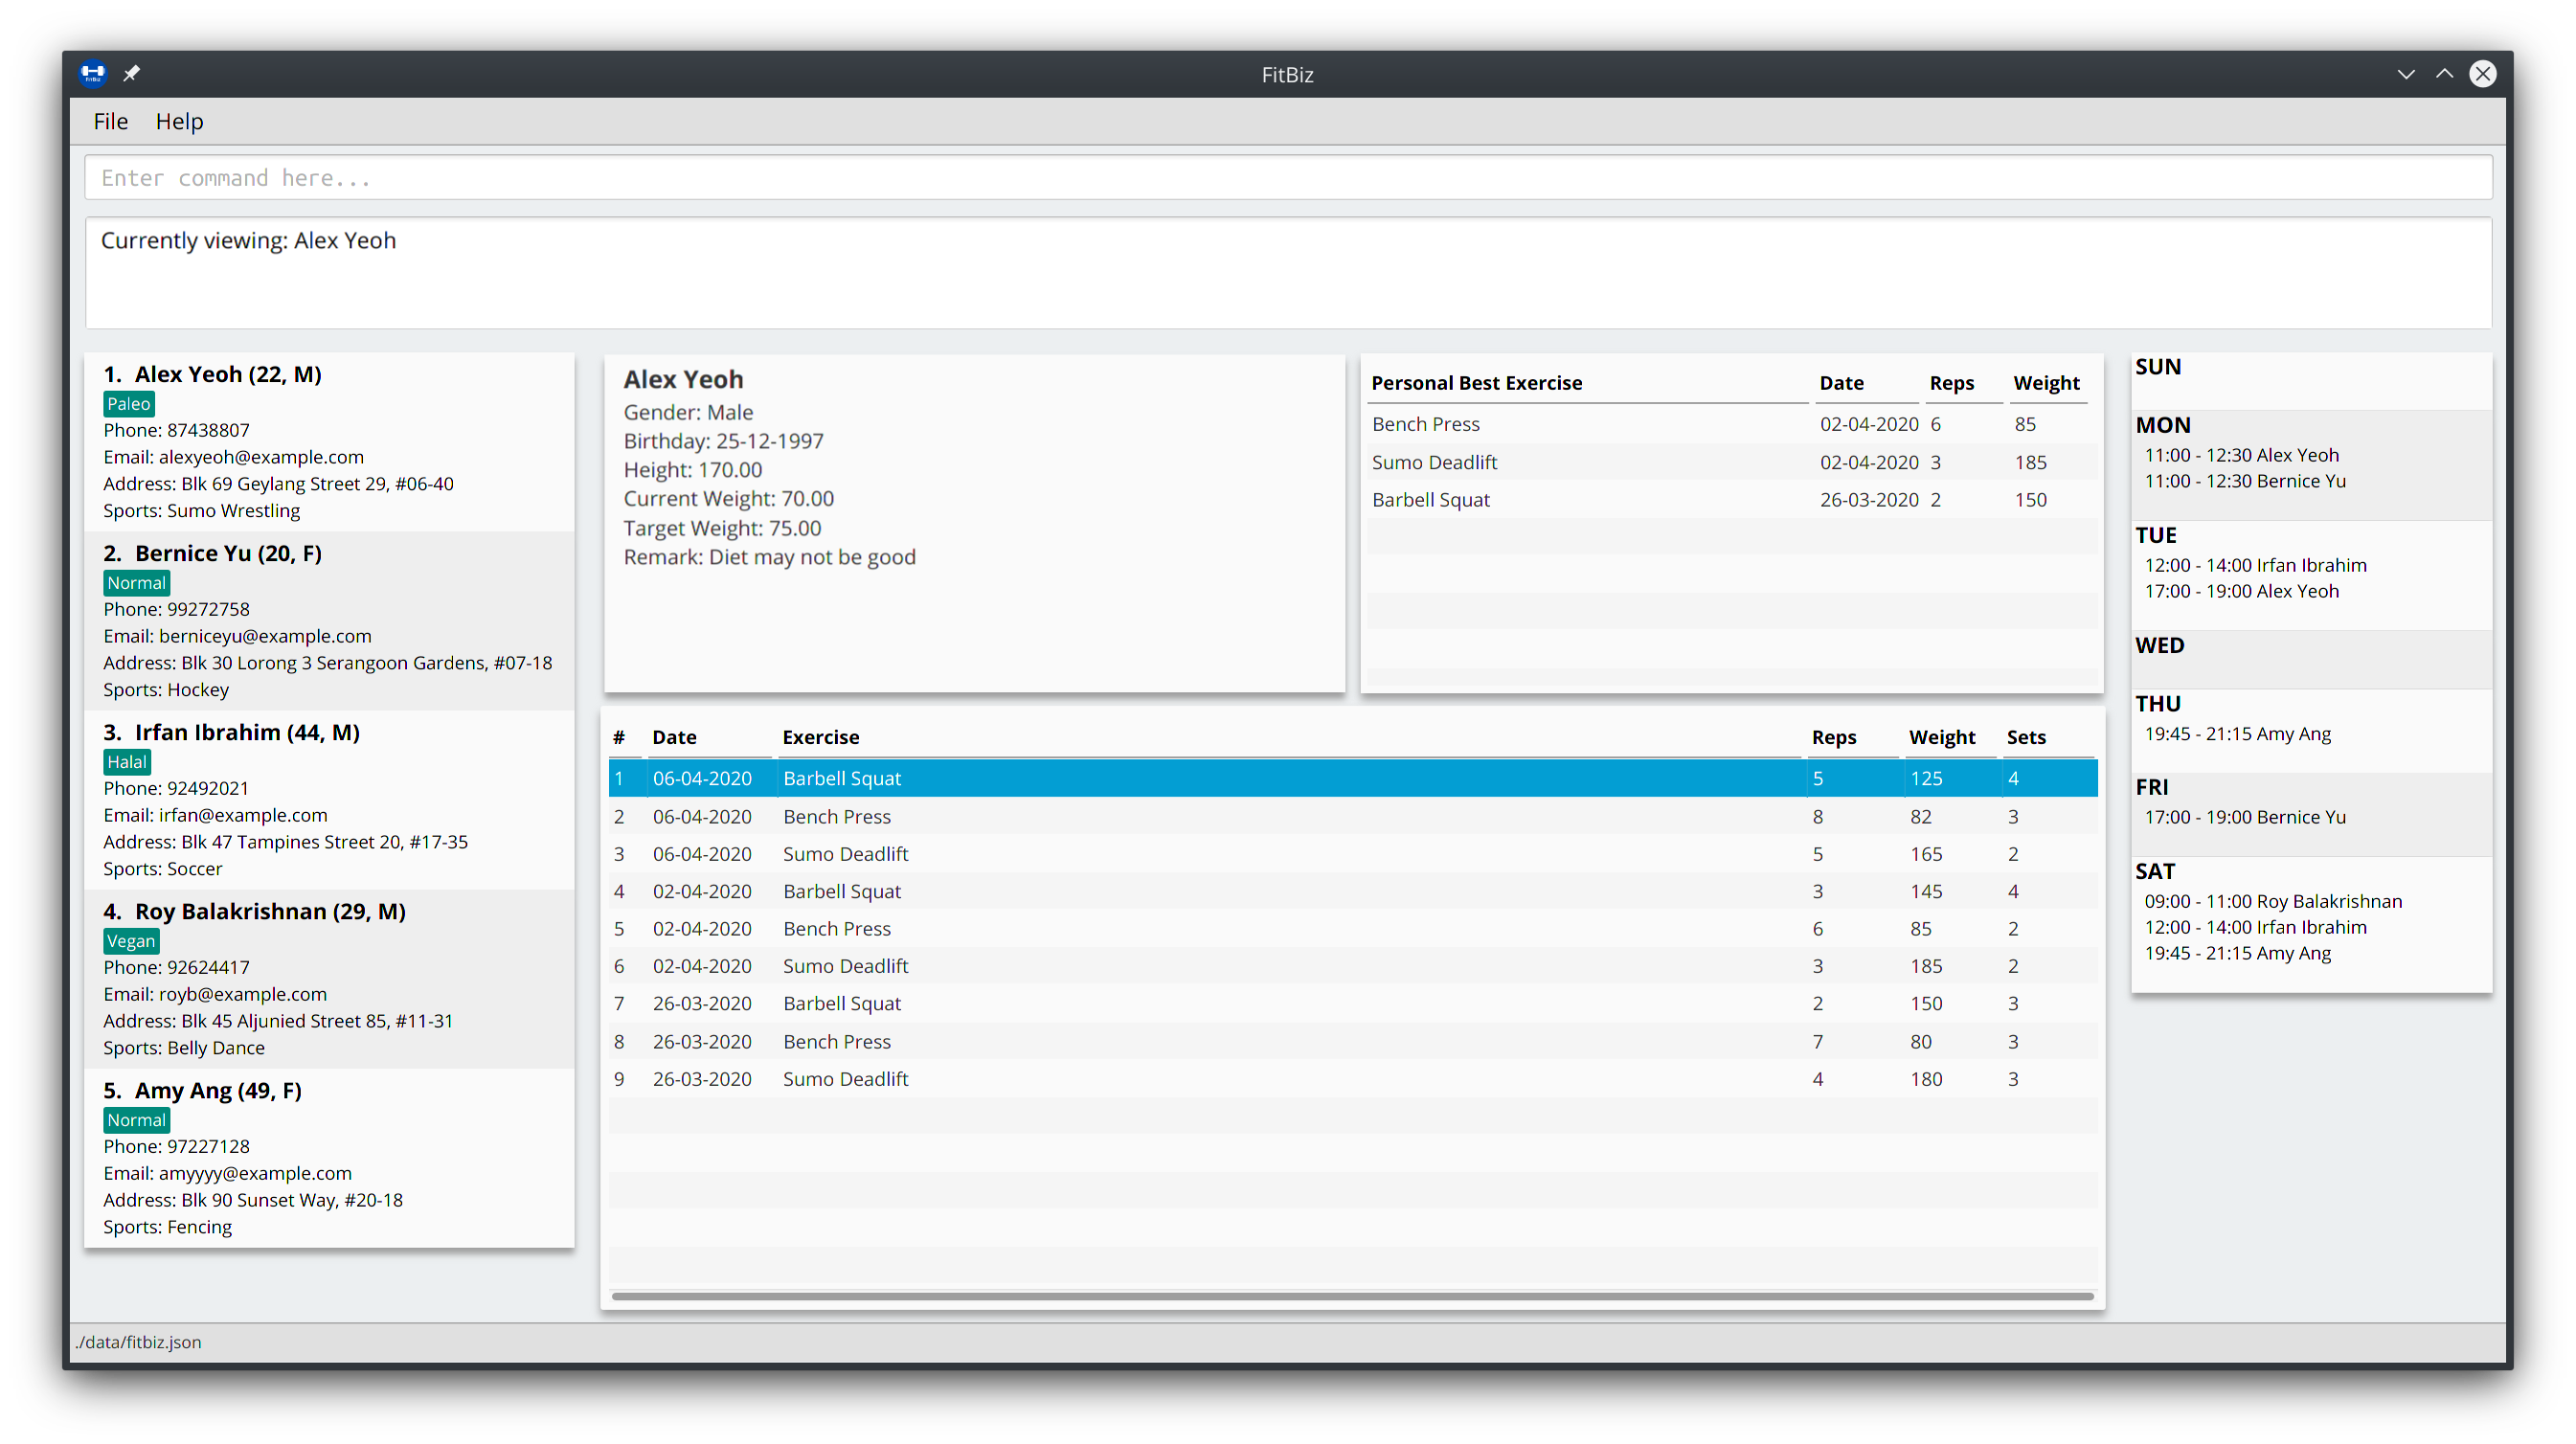 FitBiz
File Help
Enter command here...
Currently viewing: Alex Yeoh
1. Alex Yeoh (22, M)
Paleo
Phone: 87438807
Email: alexyeoh@example.com
Address: Blk 69 Geylang Street 29, #06-40
Sports: Sumo Wrestling
2. Bernice Yu (20, F)
Normal
Phone: 99272758
Email: berniceyu@example.com
Address: Blk 30 Lorong 3 Serangoon Gardens, #07-18
Sports: Hockey
3. Irfan Ibrahim (44, M)
Halal
Phone: 92492021
Email: irfan@example.com
Address: Blk 47 Tampines Street 20, #17-35
Sports: Soccer
4. Roy Balakrishnan (29, M)
Vegan
Phone: 92624417
Email: royb@example.com
Address: Blk 45 Aljunied Street 85, #11-31
Sports: Belly Dance
5. Amy Ang (49, F)
Normal
Phone: 97227128
Email: amyyyy@example.com
Address: Blk 90 Sunset Way, #20-18
Sports: Fencing
Alex Yeoh
Gender: Male
Birthday: 25-12-1997
Height: 170.00
Current Weight: 70.00
Target Weight: 75.00
Remark: Diet may not be good
Personal Best Exercise Date Reps Weight
Bench Press 02-04-2020 6 85
Sumo Deadlift 02-04-2020 3 185
Barbell Squat 26-03-2020 2 150
# Date Exercise Reps Weight Sets
1 06-04-2020 Barbell Squat 5 125 4
2 06-04-2020 Bench Press 8 82 3
3 06-04-2020 Sumo Deadlift 5 165 2
4 02-04-2020 Barbell Squat 3 145 4
5 02-04-2020 Bench Press 6 85 2
6 02-04-2020 Sumo Deadlift 3 185 2
7 26-03-2020 Barbell Squat 2 150 3
8 26-03-2020 Bench Press 7 80 3
9 26-03-2020 Sumo Deadlift 4 180 3
SUN
MON
11:00 - 12:30 Alex Yeoh
11:00 - 12:30 Bernice Yu
TUE
12:00 - 14:00 Irfan Ibrahim
17:00 - 19:00 Alex Yeoh
WED
THU
19:45 - 21:15 Amy Ang
FRI
17:00 - 19:00 Bernice Yu
SAT
09:00 - 11:00 Roy Balakrishnan
12:00 - 14:00 Irfan Ibrahim
19:45 - 21:15 Amy Ang
./data/fitbiz.json